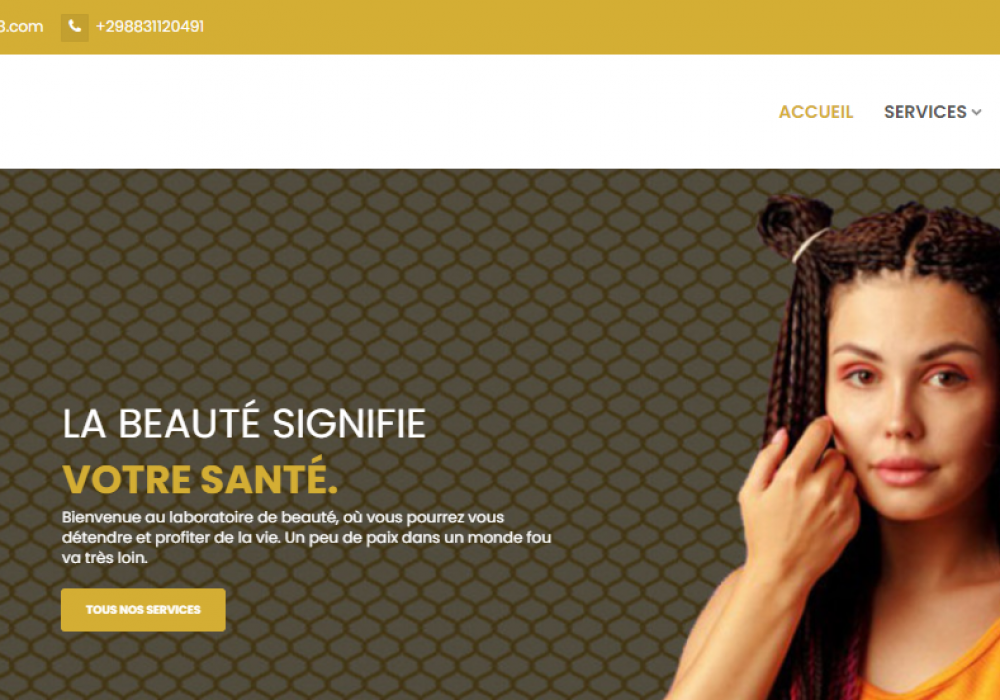 3.com +298831120491
ACCUEIL SERVICES
LA BEAUTÉ SIGNIFIE
VOTRE SANTÉ.
Bienvenue au laboratoire de beauté, où vous pourrez vous
détendre et profiter de la vie. Un peu de paix dans un monde fou
va très loin.
TOUS NOS SERVICES